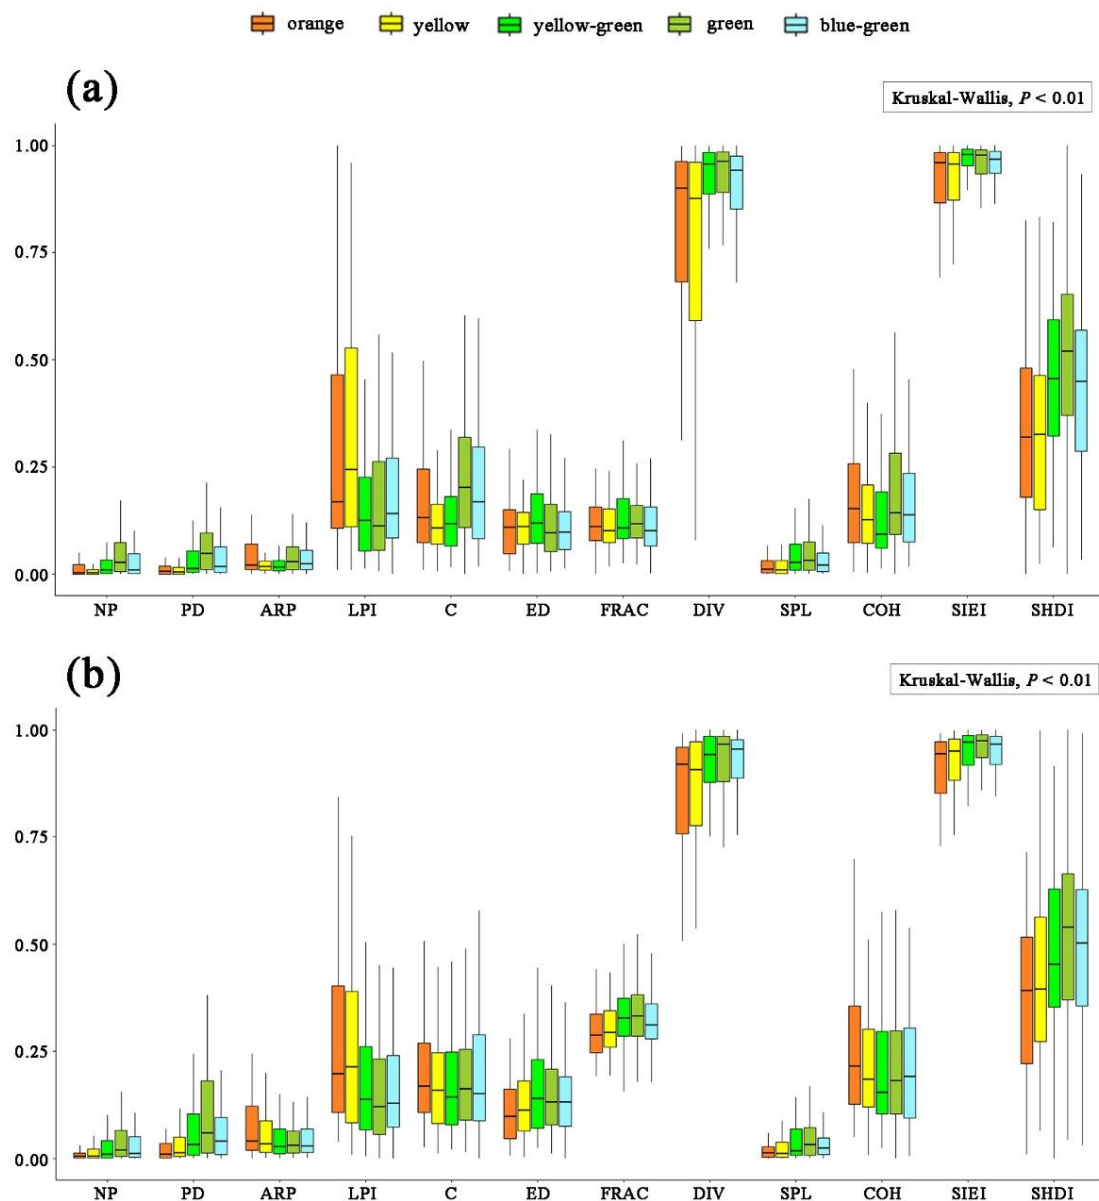 orange yellow yellow-green green blue-green
(a)
Kruskal-Wallis, P < 0.01
1.00
0.75
0.50
0.25
0.00
NP PD ARP LPI C ED FRAC DIV SPL COH SIEI SHDI
(b)
Kruskal-Wallis, P < 0.01
1.00
0.75
0.50
0.25
0.00
NP PD ARP LPI C ED FRAC DIV SPL COH SIEI SHDI